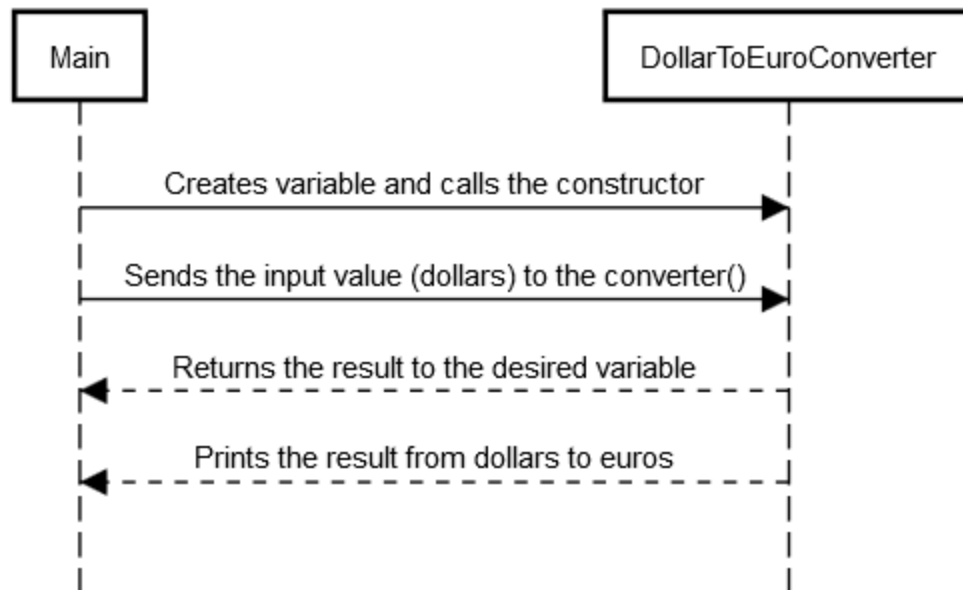 Main
DollarToEuroConverter
Creates variable and calls the constructor
Sends the input value (dollars) to the converter()
Returns the result to the desired variable
Prints the result from dollars to euros